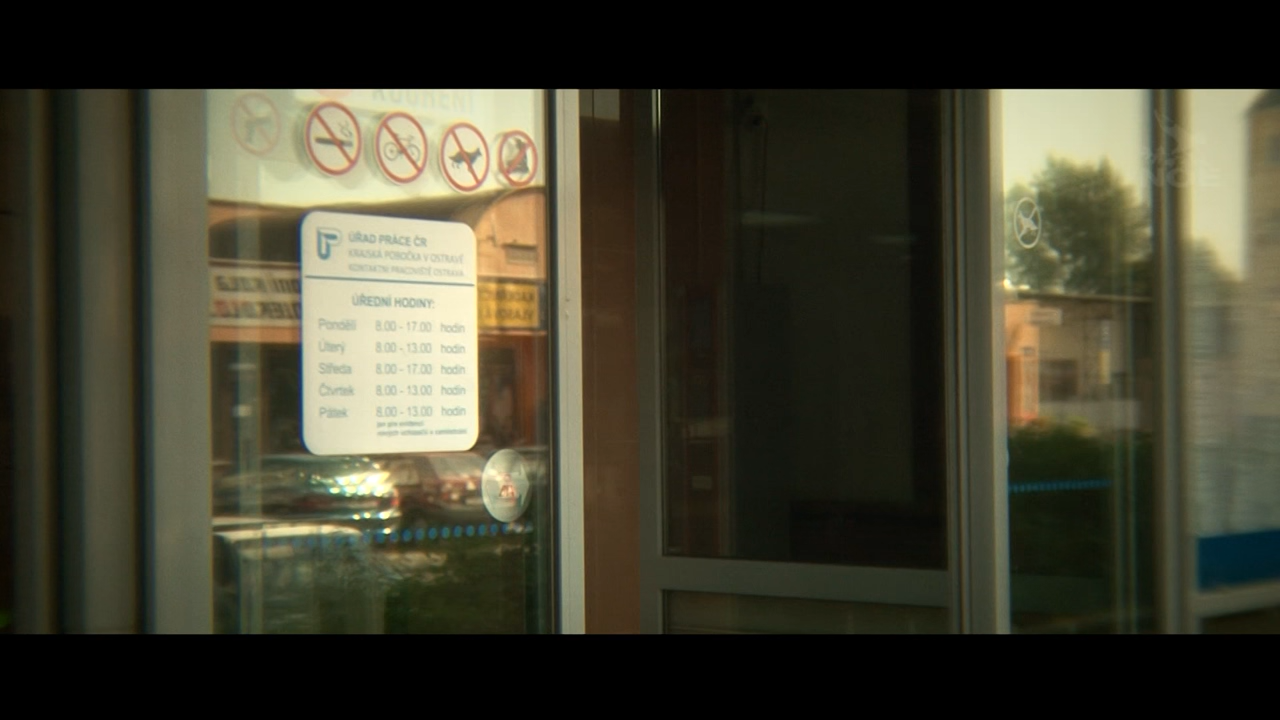 KOUŘENÍ
ÚŘAD PRÁCE ČR
KRAJSKÁ POBOČKA V OSTRAVĚ
KONTAKTNÍ PRACOVIŠTĚ OSTRAVA
ÚŘEDNÍ HODINY:
Pondělí 8.00 - 17.00 hodin
Úterý 8.00 - 13.00 hodin
Středa 8.00 - 17.00 hodin
Čtvrtek 8.00 - 13.00 hodin
Pátek 8.00 - 13.00 hodin